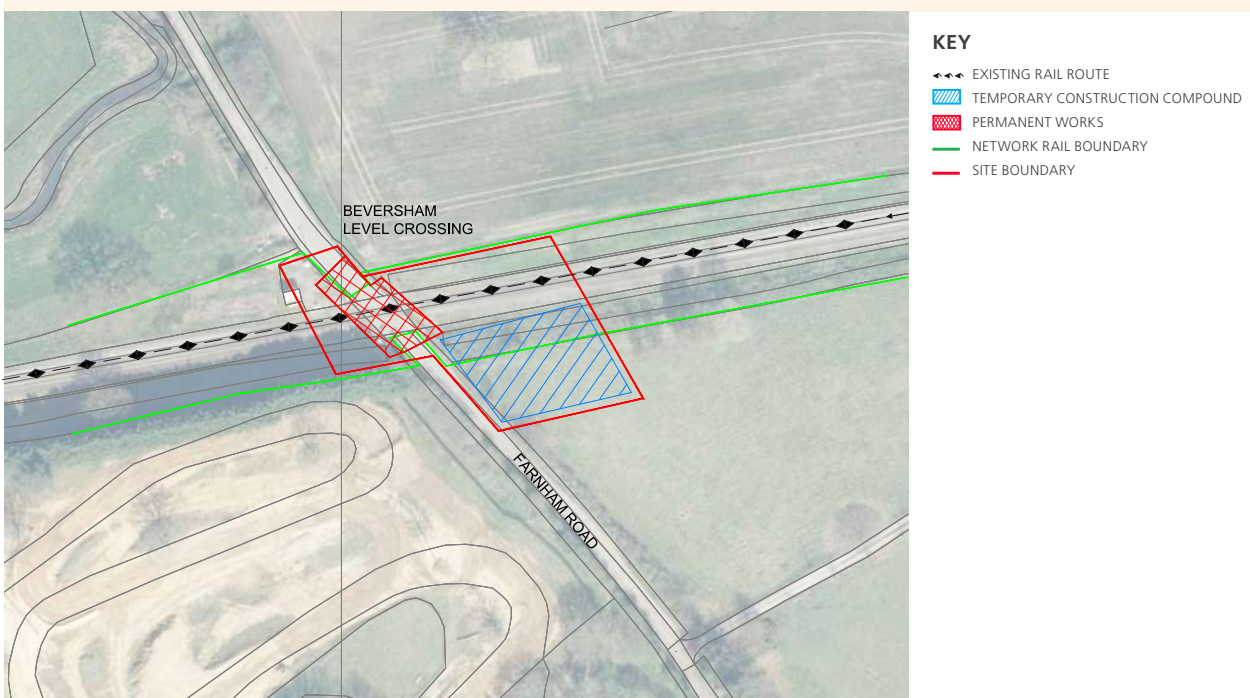 BEVERSHAM
LEVEL CROSSING
FARNHAM ROAD
KEY
EXISTING RAIL ROUTE
TEMPORARY CONSTRUCTION COMPOUND
PERMANENT WORKS
NETWORK RAIL BOUNDARY
SITE BOUNDARY